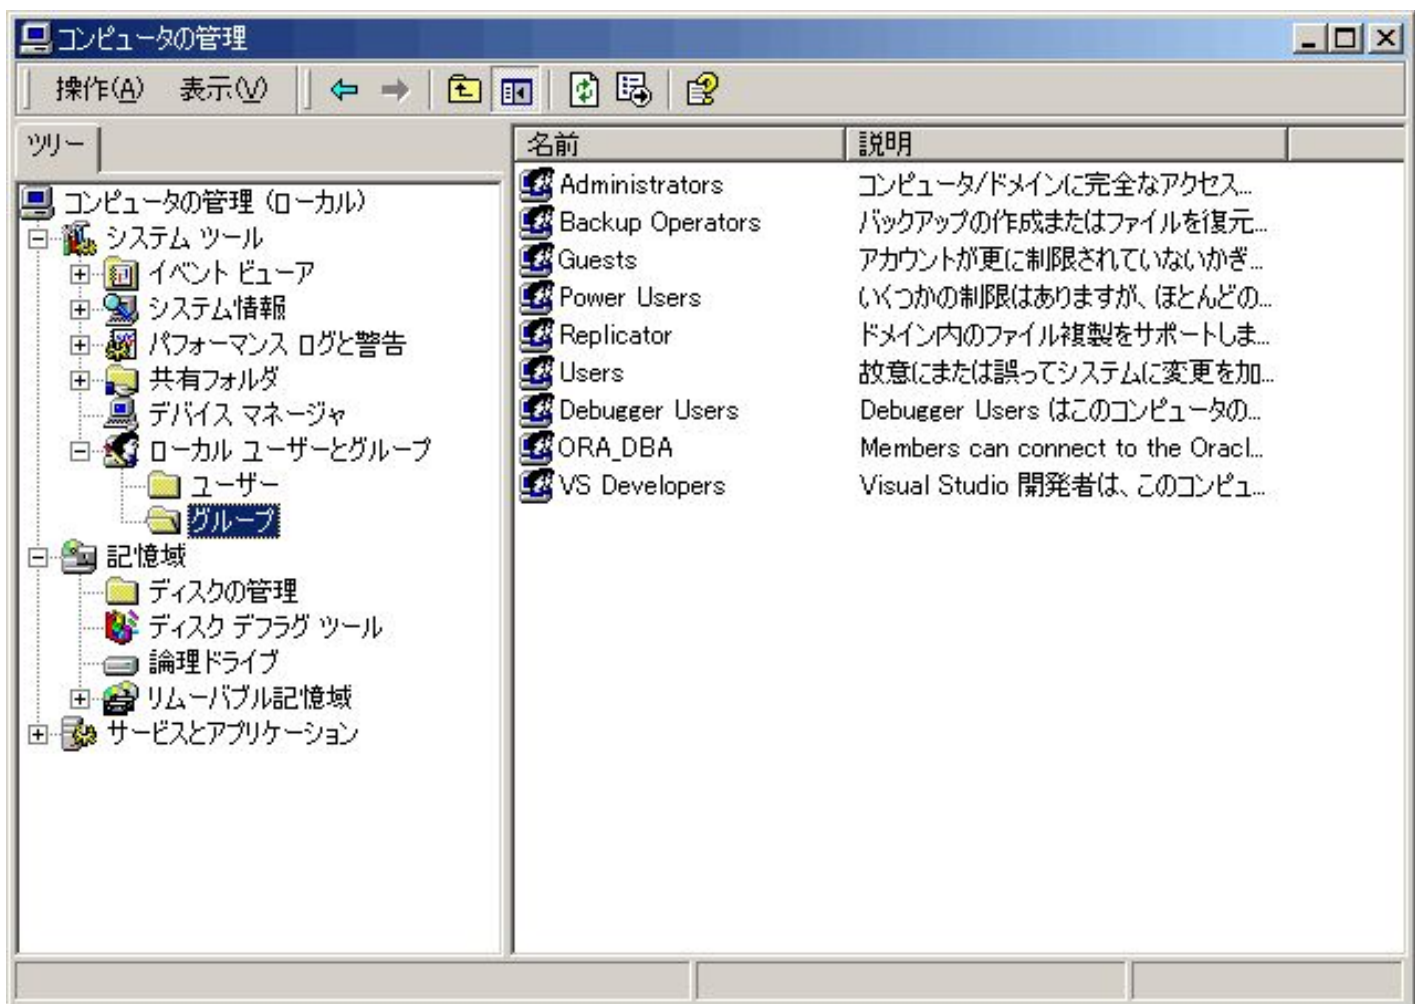 コンピュータの管理
操作(A) 表示(V)
ツリー
コンピュータの管理 (ローカル)
システム ツール
イベント ビューア
システム情報
パフォーマンス ログと警告
共有フォルダ
デバイス マネージャ
ローカル ユーザーとグループ
ユーザー
グループ
記憶域
ディスクの管理
ディスク デフラグ ツール
論理ドライブ
リムーバブル記憶域
サービスとアプリケーション
名前 説明
Administrators コンピュータ/ドメインに完全なアクセス...
Backup Operators バックアップの作成またはファイルを復元...
Guests アカウントが更に制限されていないかぎ...
Power Users いくつかの制限はありますが、ほとんどの...
Replicator ドメイン内のファイル複製をサポートしま...
Users 故意にまたは誤ってシステムに変更を加...
Debugger Users Debugger Users はこのコンピュータの...
ORA_DBA Members can connect to the Oracl...
VS Developers Visual Studio 開発者は、このコンピュ...